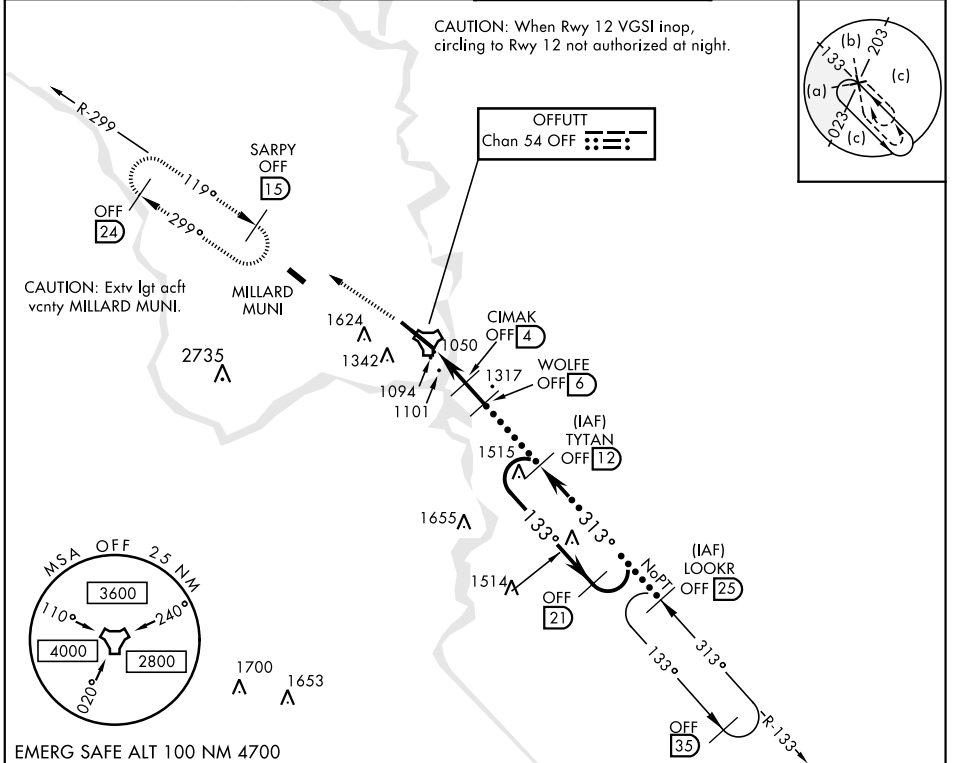 CAUTION: When Rwy 12 VGSI inop,
circling to Rwy 12 not authorized at night.
(b)
203
133
(c)
(a)
023
(c)
OFFUTT
Chan 54 OFF
R-299
SARPY
OFF
15
119°
299°
OFF
24
CAUTION: Extv lgt acft
vcnty MILLARD MUNI.
MILLARD
MUNI
1624
1342
1050
CIMAK
OFF 4
2735
1094
1101
1317
WOLFE
OFF 6
(IAF)
TYTAN
OFF 12
1515
1655
133°
313°
NoPT
(IAF)
LOOKR
OFF 25
1514
OFF
21
133°
313°
R-133
OFF
35
MSA OFF 25 NM
3600
110°
240°
4000
2800
020°
1700
1653
EMERG SAFE ALT 100 NM 4700